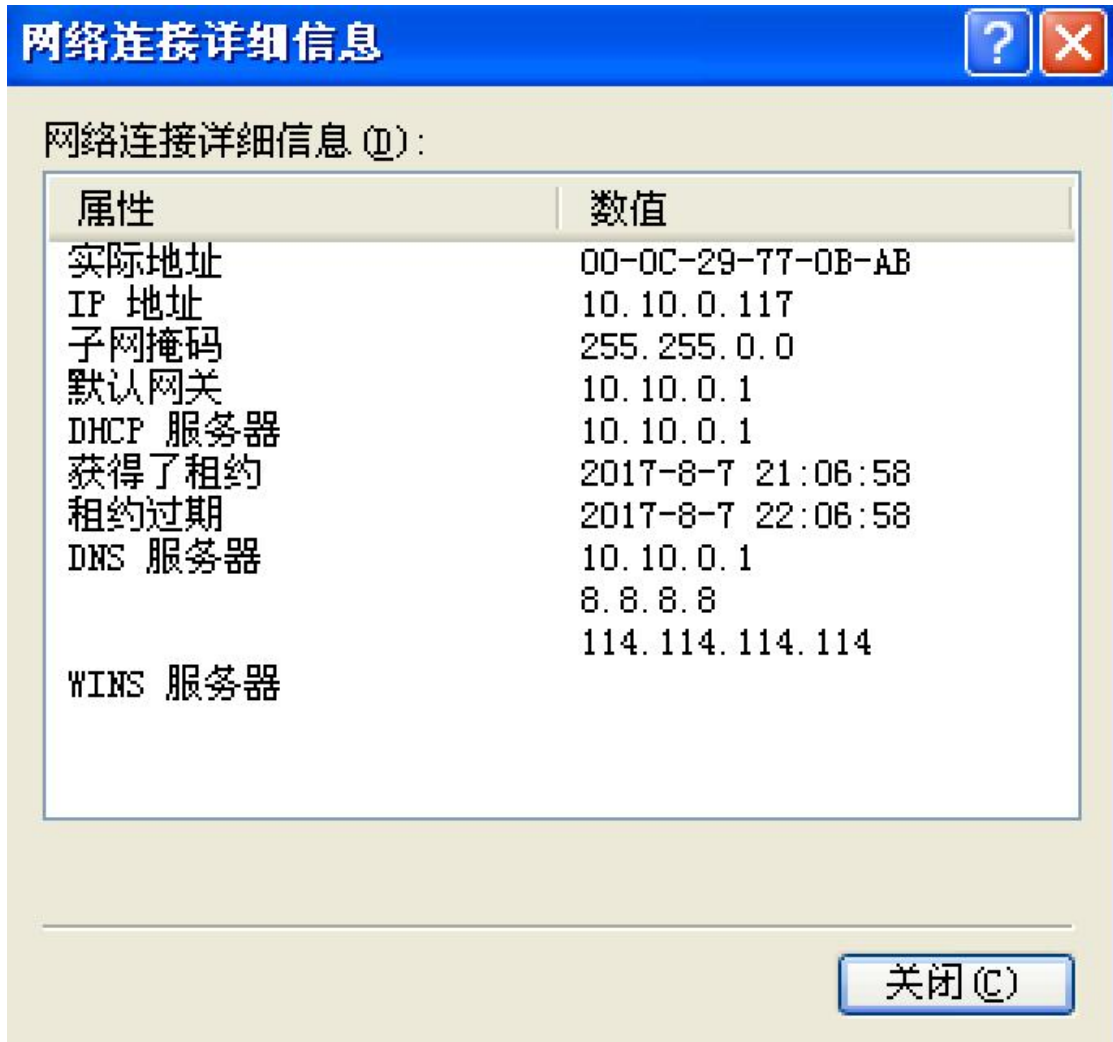 网络连接详细信息
网络连接详细信息(D):
属性 数值
实际地址 00-0C-29-77-0B-AB
IP 地址 10.10.0.117
子网掩码 255.255.0.0
默认网关 10.10.0.1
DHCP 服务器 10.10.0.1
获得了租约 2017-8-7 21:06:58
租约过期 2017-8-7 22:06:58
DNS 服务器 10.10.0.1
8.8.8.8
114.114.114.114
WINS 服务器
关闭(C)